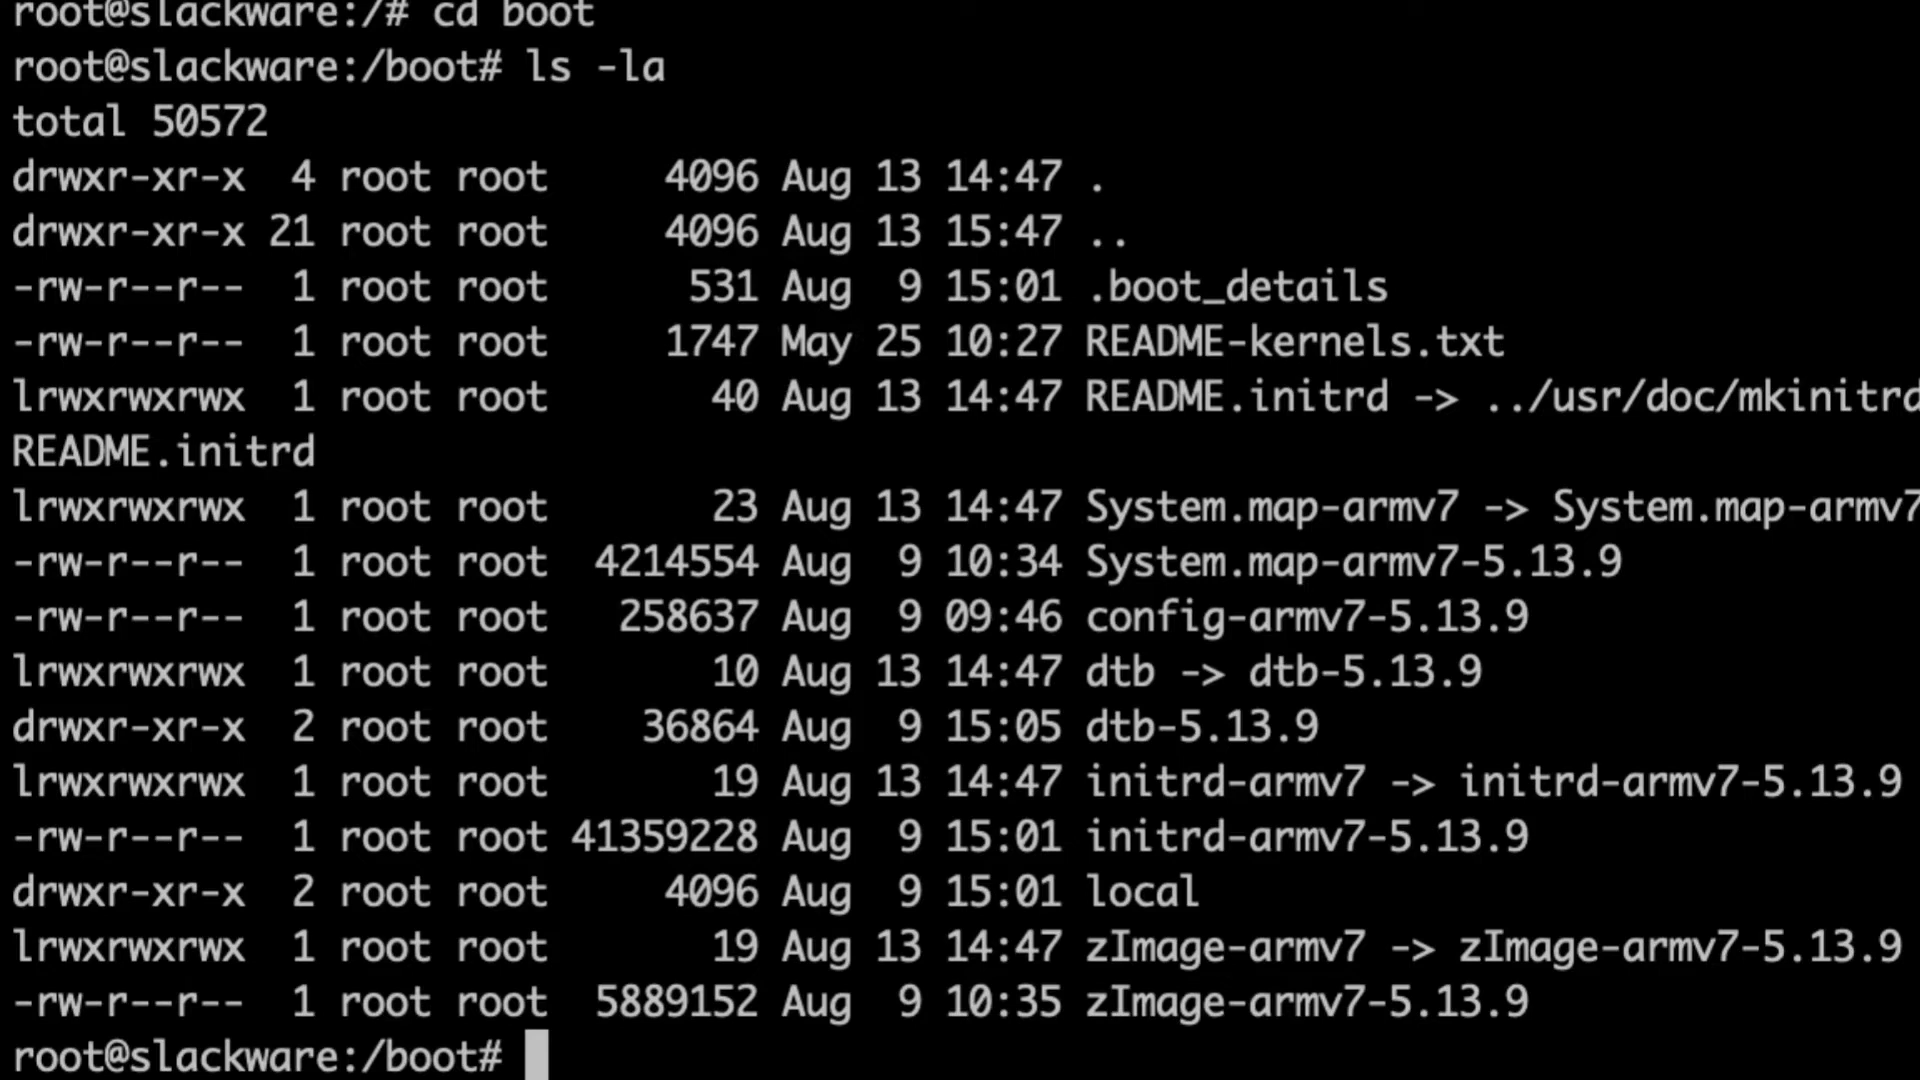 root@slackware:/# cd boot
root@slackware:/boot# ls -la
total 50572
drwxr-xr-x  4 root root     4096 Aug 13 14:47 .
drwxr-xr-x 21 root root     4096 Aug 13 15:47 ..
-rw-r--r--  1 root root      531 Aug  9 15:01 .boot_details
-rw-r--r--  1 root root     1747 May 25 10:27 README-kernels.txt
lrwxrwxrwx  1 root root       40 Aug 13 14:47 README.initrd -> ../usr/doc/mkinitrd
README.initrd
lrwxrwxrwx  1 root root       23 Aug 13 14:47 System.map-armv7 -> System.map-armv7
-rw-r--r--  1 root root  4214554 Aug  9 10:34 System.map-armv7-5.13.9
-rw-r--r--  1 root root   258637 Aug  9 09:46 config-armv7-5.13.9
lrwxrwxrwx  1 root root       10 Aug 13 14:47 dtb -> dtb-5.13.9
drwxr-xr-x  2 root root    36864 Aug  9 15:05 dtb-5.13.9
lrwxrwxrwx  1 root root       19 Aug 13 14:47 initrd-armv7 -> initrd-armv7-5.13.9
-rw-r--r--  1 root root 41359228 Aug  9 15:01 initrd-armv7-5.13.9
drwxr-xr-x  2 root root     4096 Aug  9 15:01 local
lrwxrwxrwx  1 root root       19 Aug 13 14:47 zImage-armv7 -> zImage-armv7-5.13.9
-rw-r--r--  1 root root  5889152 Aug  9 10:35 zImage-armv7-5.13.9
root@slackware:/boot#